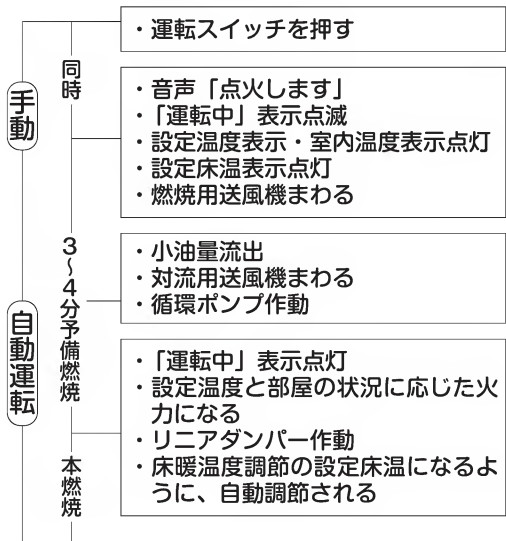 ・運転スイッチを押す
同時
手動
・音声「点火します」
・「運転中」表示点滅
・設定温度表示・室内温度表示点灯
・設定床温表示点灯
・燃焼用送風機まわる
3〜4分予備燃焼
自動運転
・小油量流出
・対流用送風機まわる
・循環ポンプ作動
・「運転中」表示点灯
・設定温度と部屋の状況に応じた火
力になる
・リニアダンパー作動
・床暖温度調節の設定床温になるよ
うに、自動調節される
本燃焼